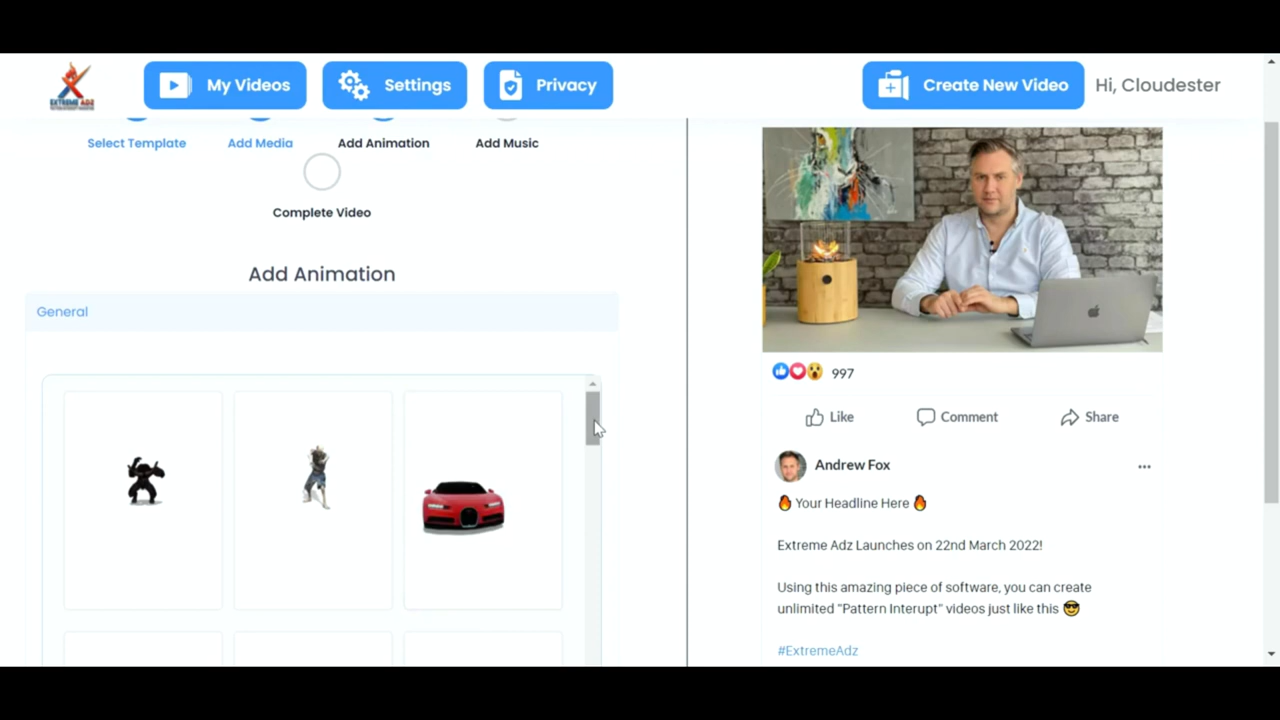 EXTREME ADZ
My Videos
Settings
Privacy
Create New Video
Hi, Cloudester
Select Template
Add Media
Add Animation
Add Music
Complete Video
Add Animation
General
997
Like
Comment
Share
Andrew Fox
🔥 Your Headline Here 🔥
Extreme Adz Launches on 22nd March 2022!
Using this amazing piece of software, you can create
unlimited "Pattern Interupt" videos just like this 😎
#ExtremeAdz